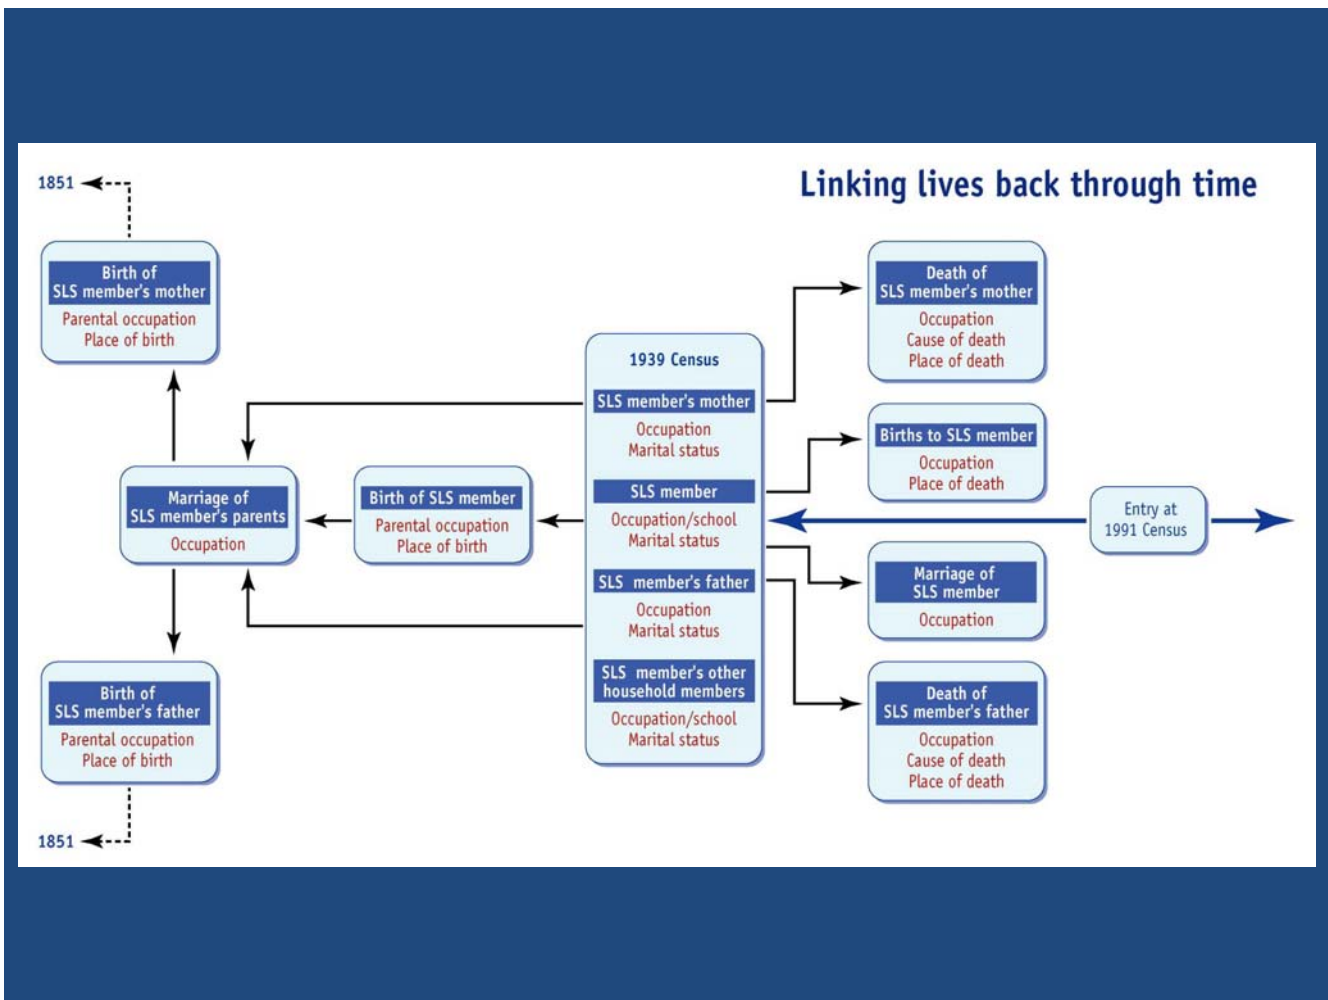 Linking lives back through time
1851
Birth of
SLS member's mother
Parental occupation
Place of birth
Marriage of
SLS member's parents
Occupation
Birth of
SLS member's father
Parental occupation
Place of birth
1851
Birth of SLS member
Parental occupation
Place of birth
1939 Census
SLS member's mother
Occupation
Marital status
SLS member
Occupation/school
Marital status
SLS member's father
Occupation
Marital status
SLS member's other
household members
Occupation/school
Marital status
Death of
SLS member's mother
Occupation
Cause of death
Place of death
Births to SLS member
Occupation
Place of death
Marriage of
SLS member
Occupation
Death of
SLS member's father
Occupation
Cause of death
Place of death
Entry at
1991 Census